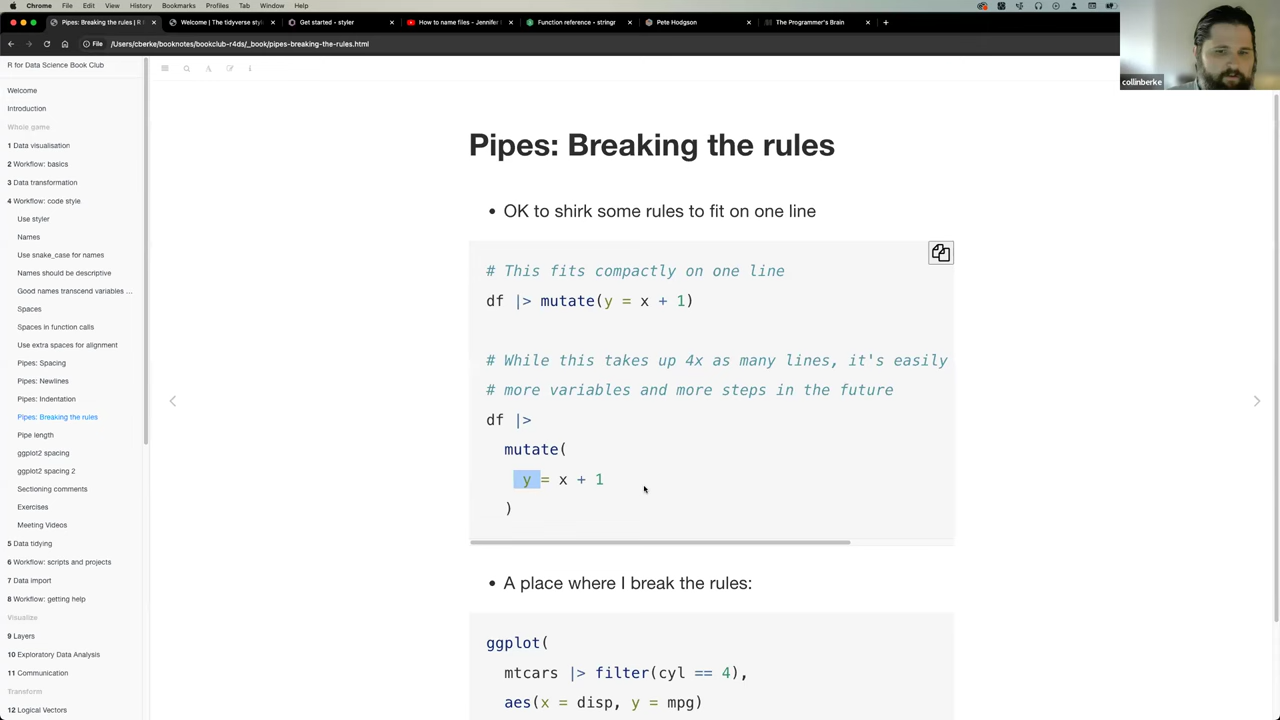 Chrome File Edit View History Bookmarks Profiles Tab Window Help
Pipes: Breaking the rules | R
Welcome | The tidyverse styl
Get started - styler
How to name files - Jennifer
Function reference • stringr
Pete Hodgson
The Programmer's Brain
File /Users/cberke/booknotes/bookclub-r4ds/_book/pipes-breaking-the-rules.html
collinberke
R for Data Science Book Club
Welcome
Introduction
Whole game
1 Data visualisation
2 Workflow: basics
3 Data transformation
4 Workflow: code style
Use styler
Names
Use snake_case for names
Names should be descriptive
Good names transcend variables ...
Spaces
Spaces in function calls
Use extra spaces for alignment
Pipes: Spacing
Pipes: Newlines
Pipes: Indentation
Pipes: Breaking the rules
Pipe length
ggplot2 spacing
ggplot2 spacing 2
Sectioning comments
Exercises
Meeting Videos
5 Data tidying
6 Workflow: scripts and projects
7 Data import
8 Workflow: getting help
Visualize
9 Layers
10 Exploratory Data Analysis
11 Communication
Transform
12 Logical Vectors
Pipes: Breaking the rules
• OK to shirk some rules to fit on one line
# This fits compactly on one line
df |> mutate(y = x + 1)
# While this takes up 4x as many lines, it's easily
# more variables and more steps in the future
df |>
mutate(
y = x + 1
)
• A place where I break the rules:
ggplot(
mtcars |> filter(cyl == 4),
aes(x = disp, y = mpg)